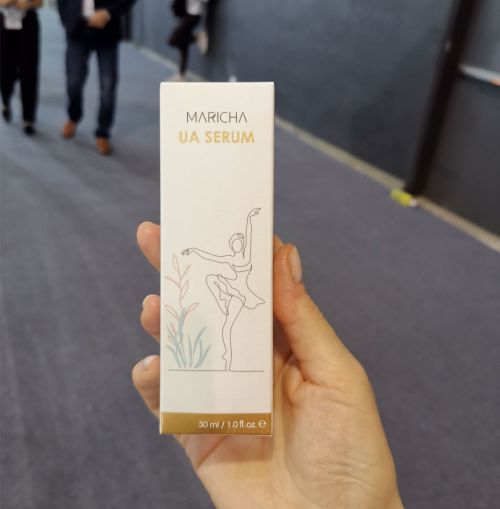 MARICHA
UA SERUM
30 ml / 1.0 fl.oz. ℮